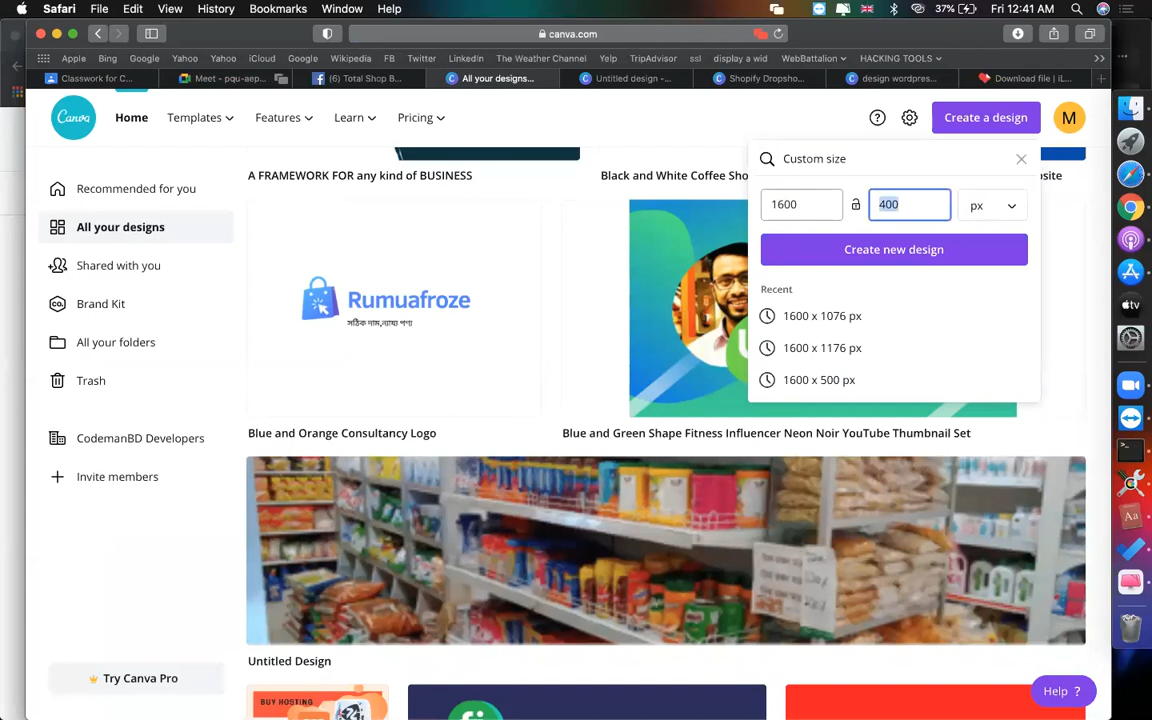 Safari File Edit View History Bookmarks Window Help 37% Fri 12:41 AM
canva.com
Apple Bing Google Yahoo Yahoo iCloud Google Wikipedia FB Twitter LinkedIn The Weather Channel Yelp TripAdvisor ssl display a wid WebBattalion HACKING TOOLS
Classwork for C... Meet - pqu-aep... (6) Total Shop B... All your designs... Untitled design -... Shopify Dropsho... design wordpres... Download file | iL...
Canva Home Templates Features Learn Pricing Create a design M
Custom size
1600 400 px
Create new design
Recent
1600 x 1076 px
1600 x 1176 px
1600 x 500 px
Recommended for you
All your designs
Shared with you
CO. Brand Kit
All your folders
Trash
CodemanBD Developers
Invite members
Try Canva Pro
A FRAMEWORK FOR any kind of BUSINESS
Black and White Coffee Sho
site
Rumuafroze
সঠিক দাম,ন্যায্য পণ্য
Blue and Orange Consultancy Logo
Blue and Green Shape Fitness Influencer Neon Noir YouTube Thumbnail Set
Untitled Design
BUY HOSTING
fi
Help ?